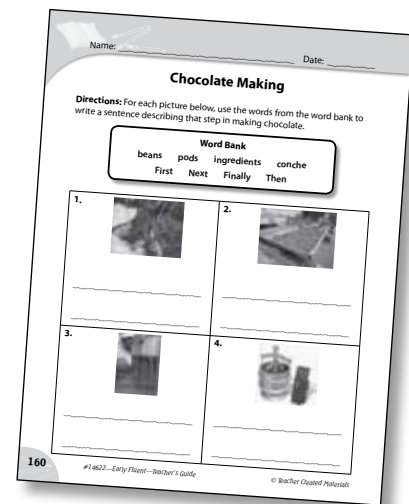 Name: Date:
Chocolate Making
Directions: For each picture below, use the words from the word bank to
write a sentence describing that step in making chocolate.
Word Bank
beans pods ingredients conche
First Next Finally Then
1. 2.
3. 4.
160 #14622—Early Fluent—Teacher's Guide © Teacher Created Materials